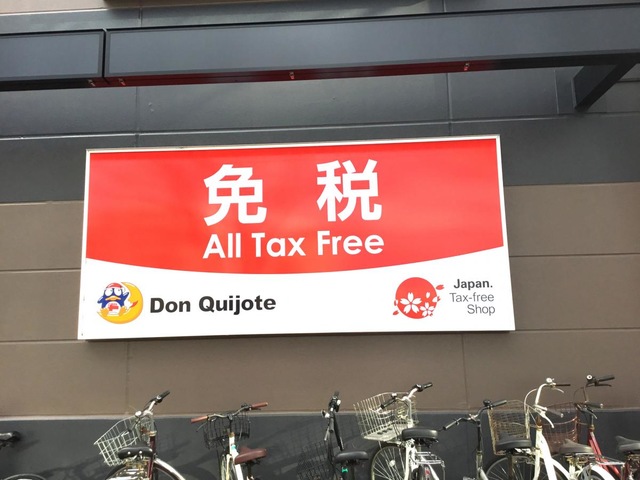 免 税
All Tax Free
Don Quijote
Japan.
Tax-free
Shop